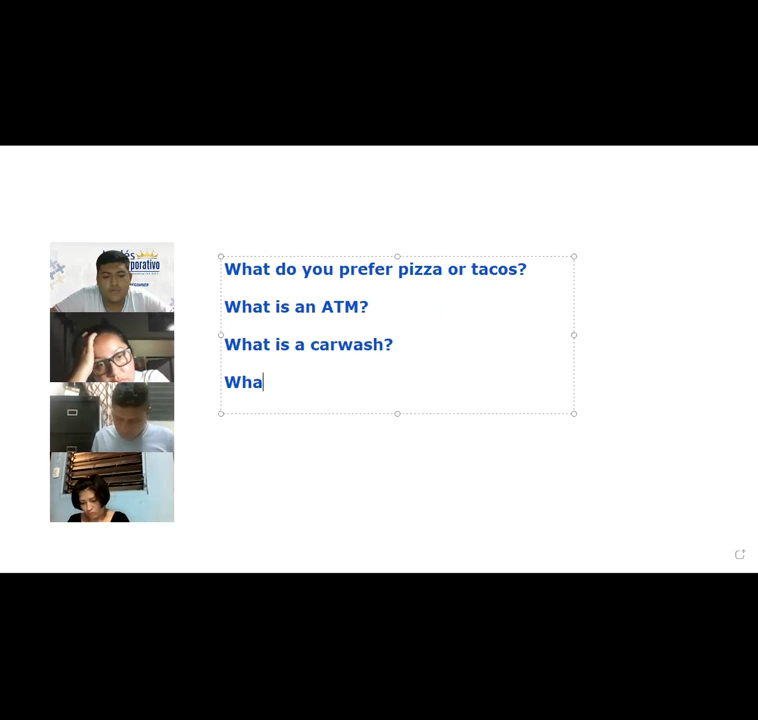 What do you prefer pizza or tacos?
What is an ATM?
What is a carwash?
Wha